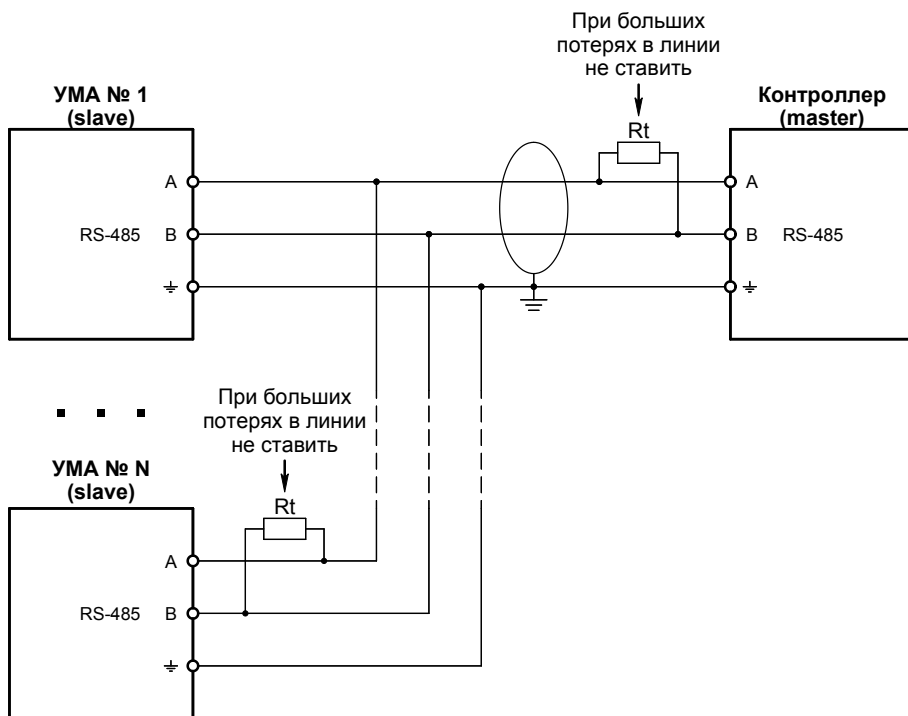 При больших
потерях в линии
не ставить
Rt
УМА № 1
(slave)
A
RS-485 B
Контроллер
(master)
A
B RS-485
При больших
потерях в линии
не ставить
Rt
УМА № N
(slave)
A
RS-485 B